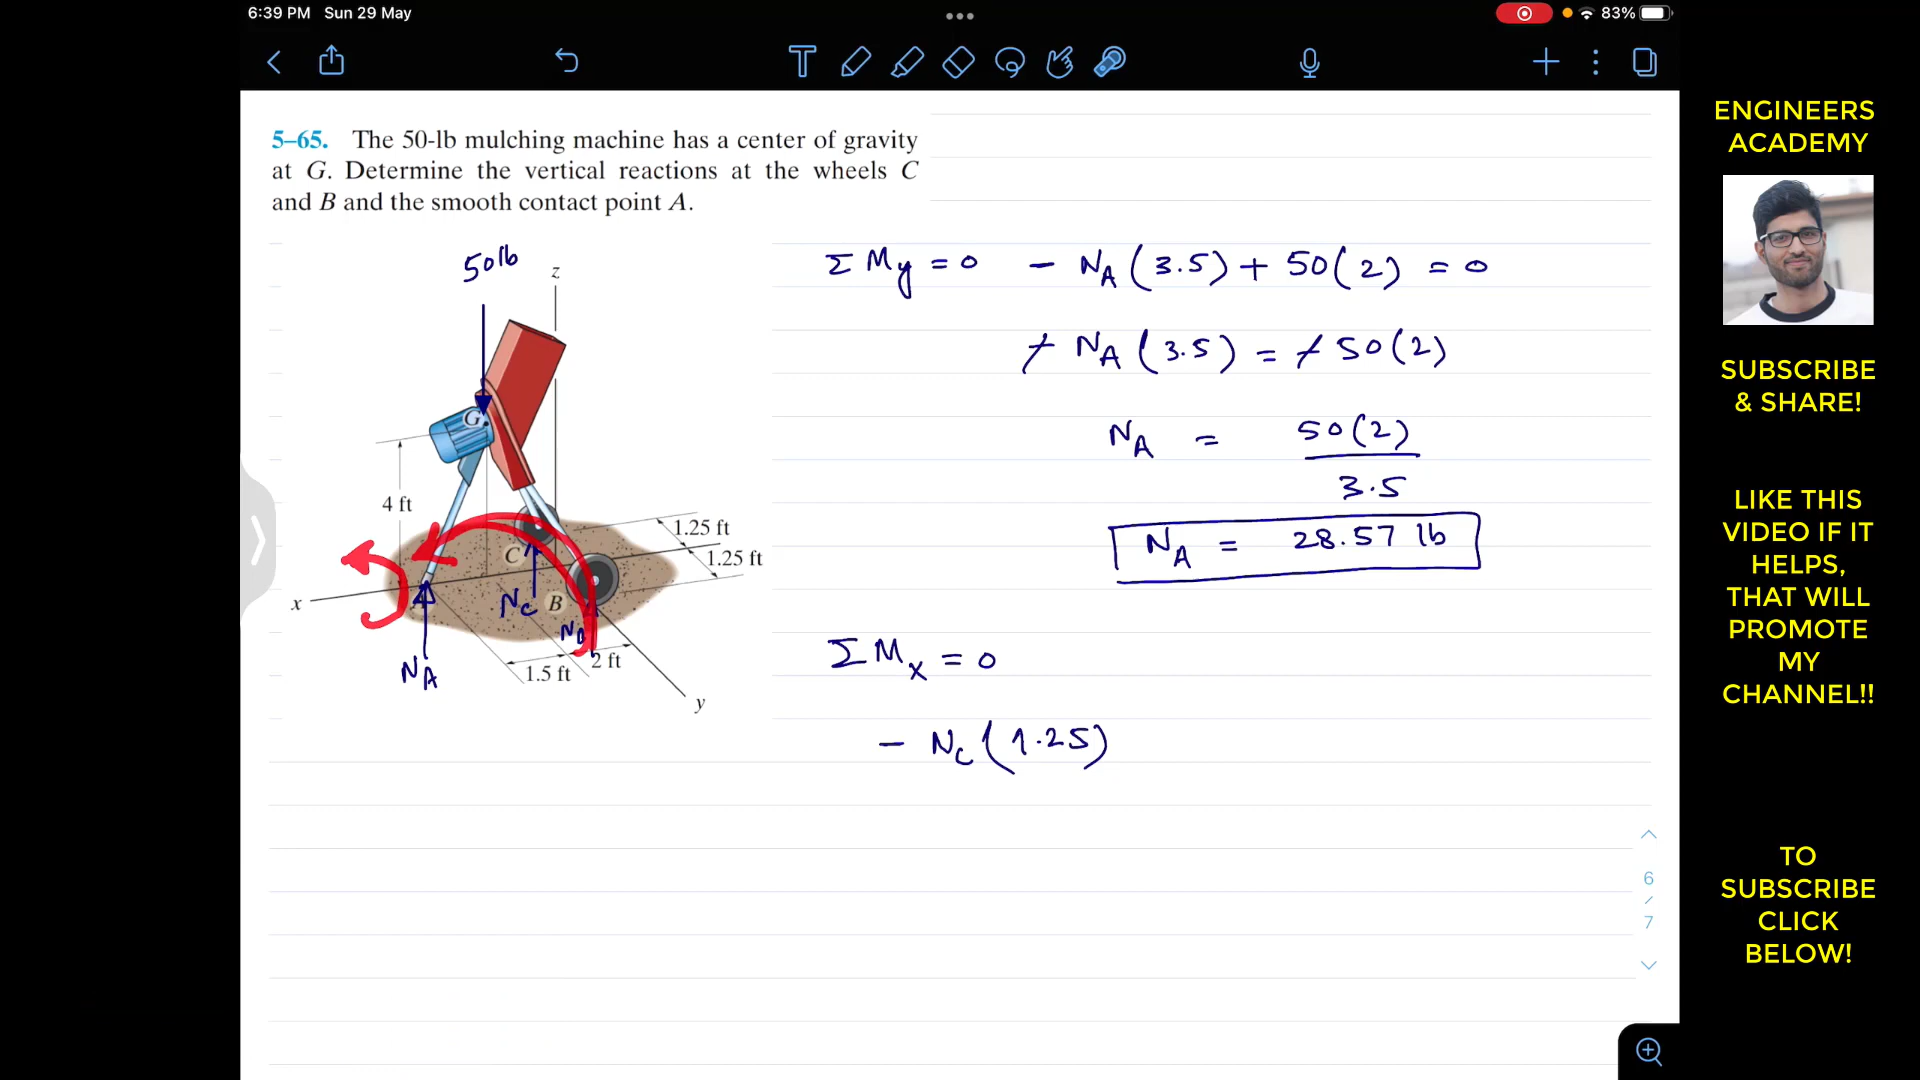 6:39 PM Sun 29 May
83%
5–65. The 50-lb mulching machine has a center of gravity
at G. Determine the vertical reactions at the wheels C
and B and the smooth contact point A.
50lb
z
G
4 ft
1.25 ft
1.25 ft
C
x
NC
B
NB
NA
1.5 ft
2 ft
y
Σ My = 0 - NA (3.5) + 50(2) = 0
- NA (3.5) = - 50(2)
NA = 50(2)
3.5
NA = 28.57 lb
Σ Mx = 0
- NC (1.25)
6
/
7
ENGINEERS
ACADEMY
SUBSCRIBE
& SHARE!
LIKE THIS
VIDEO IF IT
HELPS,
THAT WILL
PROMOTE
MY
CHANNEL!!
TO
SUBSCRIBE
CLICK
BELOW!